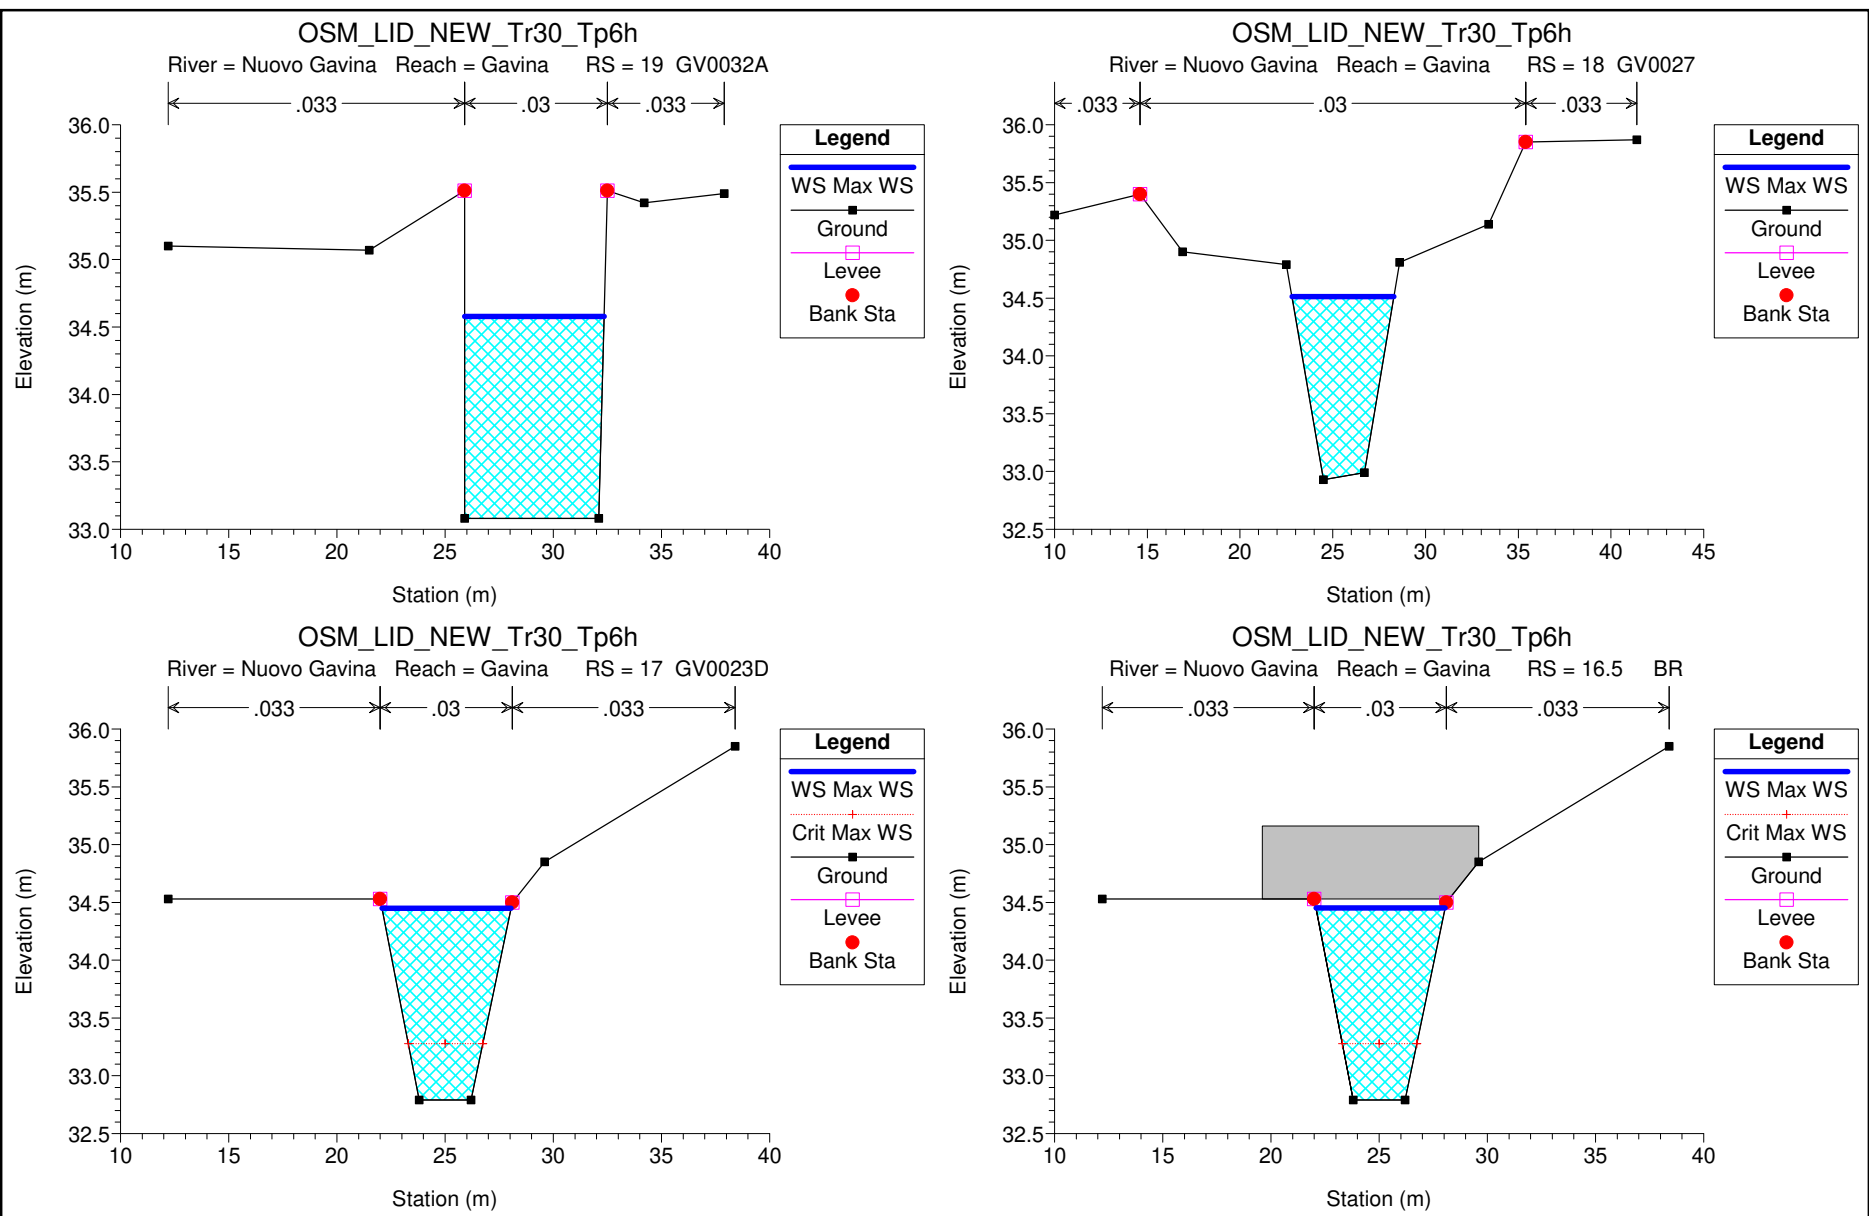 OSM_LID_NEW_Tr30_Tp6h
River = Nuovo Gavina Reach = Gavina RS = 19 GV0032A
.033 .03 .033
36.0
35.5
35.0
34.5
34.0
33.5
33.0
Elevation (m)
10 15 20 25 30 35 40
Station (m)
Legend
WS Max WS
Ground
Levee
Bank Sta
OSM_LID_NEW_Tr30_Tp6h
River = Nuovo Gavina Reach = Gavina RS = 18 GV0027
.033 .03 .033
36.0
35.5
35.0
34.5
34.0
33.5
33.0
32.5
Elevation (m)
10 15 20 25 30 35 40 45
Station (m)
Legend
WS Max WS
Ground
Levee
Bank Sta
OSM_LID_NEW_Tr30_Tp6h
River = Nuovo Gavina Reach = Gavina RS = 17 GV0023D
.033 .03 .033
36.0
35.5
35.0
34.5
34.0
33.5
33.0
32.5
Elevation (m)
10 15 20 25 30 35 40
Station (m)
Legend
WS Max WS
Crit Max WS
Ground
Levee
Bank Sta
OSM_LID_NEW_Tr30_Tp6h
River = Nuovo Gavina Reach = Gavina RS = 16.5 BR
.033 .03 .033
36.0
35.5
35.0
34.5
34.0
33.5
33.0
32.5
Elevation (m)
10 15 20 25 30 35 40
Station (m)
Legend
WS Max WS
Crit Max WS
Ground
Levee
Bank Sta